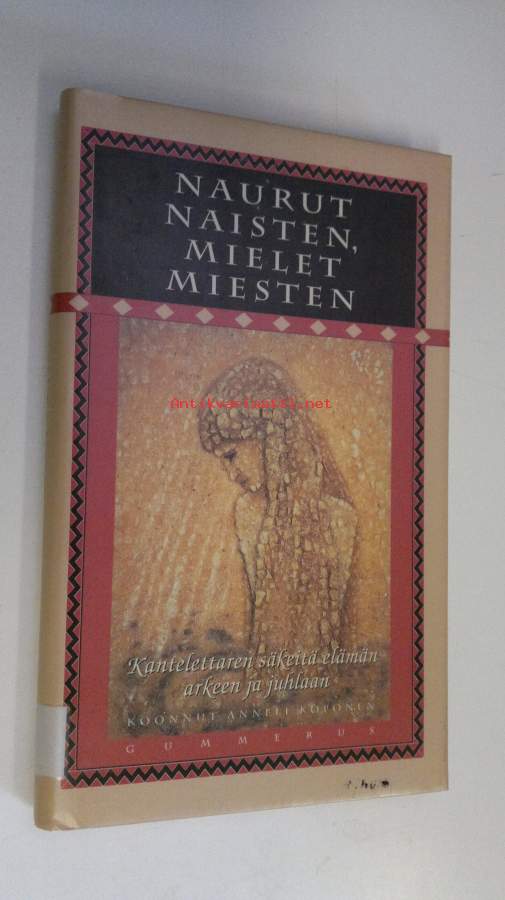 NAURUT
NAISTEN,
MIELET
MIESTEN
Antikvariaatti.net
Kantelettaren säkeitä elämän
arkeen ja juhlaan
KOONNUT ANNELI KOPONEN
GUMMERUS